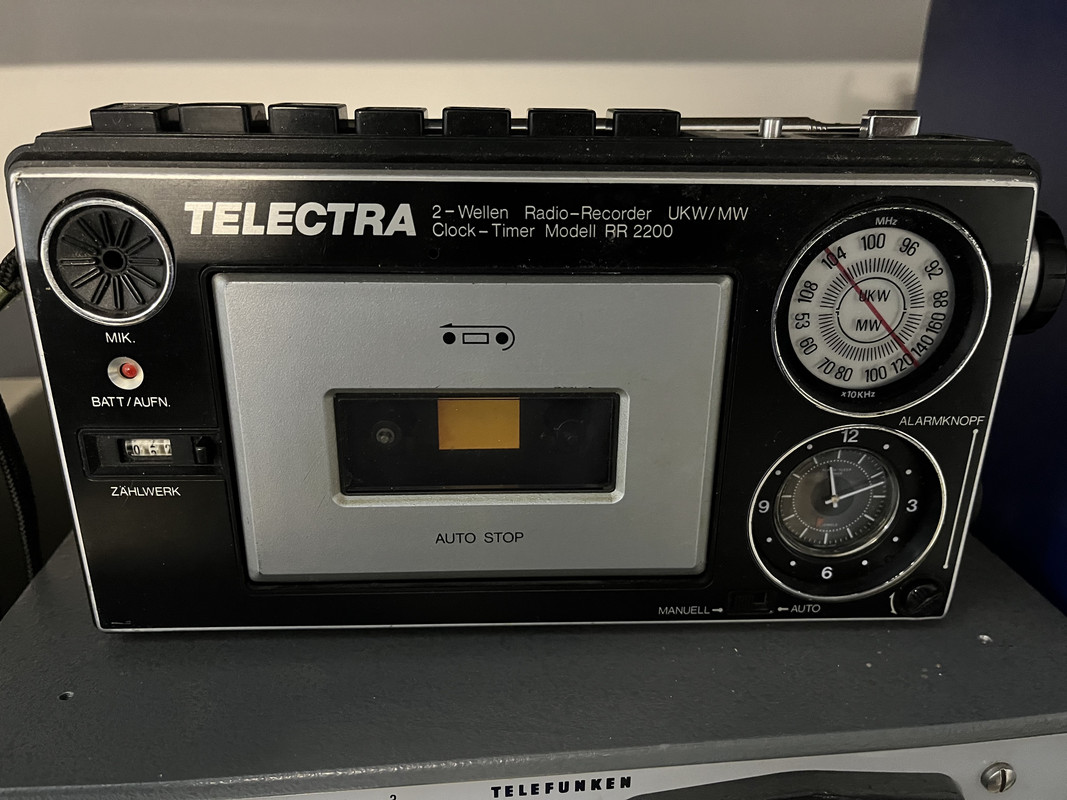 TELECTRA
2-Wellen Radio-Recorder UKW/MW
Clock-Timer Modell RR 2200
MIK.
BATT/AUFN.
ZÄHLWERK
AUTO STOP
MHz
108 104 100 96 92 88
UKW
MW
53 60 70 80 100 120 140 160
x10KHz
ALARMKNOPF
12
9 3
6
MANUELL
AUTO
TELEFUNKEN